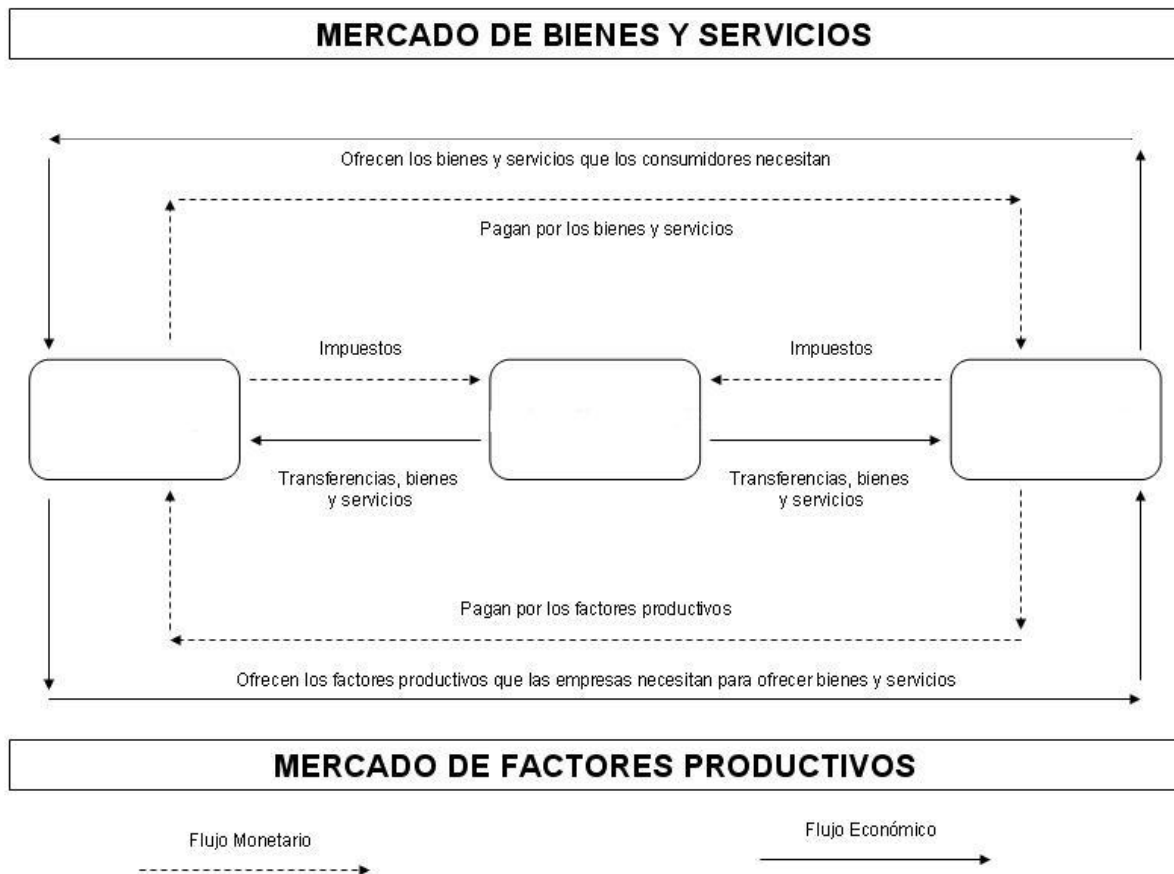 MERCADO DE BIENES Y SERVICIOS
Ofrecen los bienes y servicios que los consumidores necesitan
Pagan por los bienes y servicios
Impuestos
Impuestos
Transferencias, bienes
y servicios
Transferencias, bienes
y servicios
Pagan por los factores productivos
Ofrecen los factores productivos que las empresas necesitan para ofrecer bienes y servicios
MERCADO DE FACTORES PRODUCTIVOS
Flujo Monetario
Flujo Económico